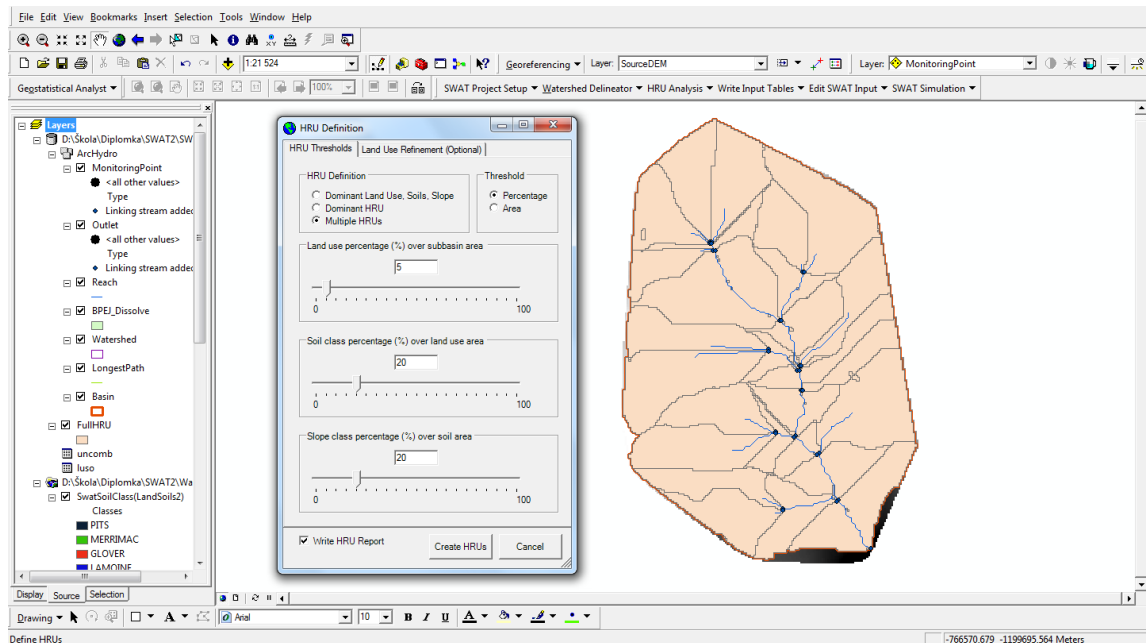 File Edit View Bookmarks Insert Selection Tools Window Help
1:21 524 Georeferencing Layer: SourceDEM Layer: MonitoringPoint
Gegstatistical Analyst 100% SWAT Project Setup Watershed Delineator HRU Analysis Write Input Tables Edit SWAT Input SWAT Simulation
Layers
D:\Škola\Diplomka\SWAT2\SW
ArcHydro
MonitoringPoint
<all other values>
Type
Linking stream added
Outlet
<all other values>
Type
Linking stream added
Reach
BPEJ_Dissolve
Watershed
LongestPath
Basin
FullHRU
uncomb
luso
D:\Škola\Diplomka\SWAT2\Wa
SwatSoilClass(LandSoils2)
Classes
PITS
MERRIMAC
GLOVER
LAMOINE
Display Source Selection
HRU Definition
HRU Thresholds Land Use Refinement (Optional)
HRU Definition
Dominant Land Use, Soils, Slope
Dominant HRU
Multiple HRUs
Threshold
Percentage
Area
Land use percentage (%) over subbasin area
5
0 100
Soil class percentage (%) over land use area
20
0 100
Slope class percentage (%) over soil area
20
0 100
Write HRU Report Create HRUs Cancel
Drawing A Arial 10 B I U A
Define HRUs -766570.679 -1199695.564 Meters